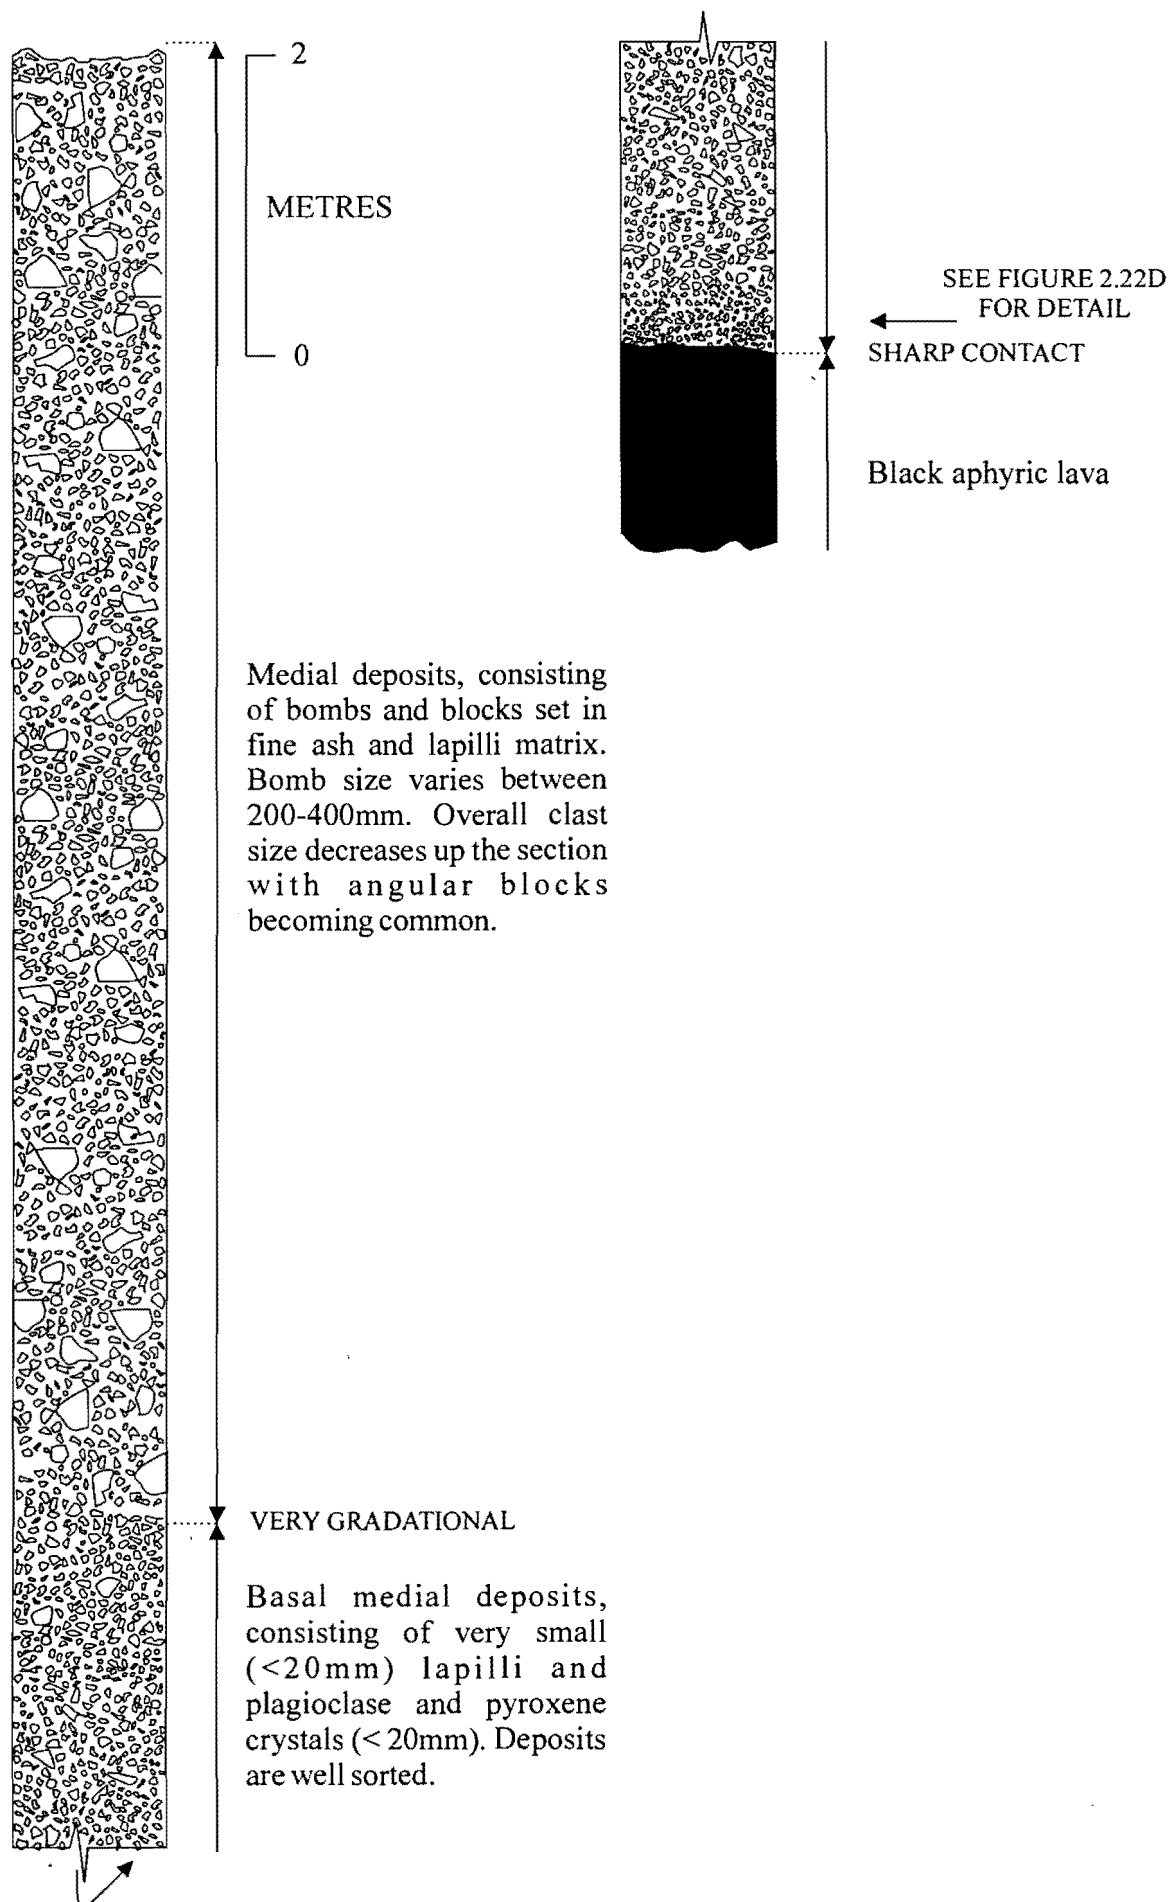 2
METRES
0
SEE FIGURE 2.22D
FOR DETAIL
SHARP CONTACT
Black aphyric lava
Medial deposits, consisting
of bombs and blocks set in
fine ash and lapilli matrix.
Bomb size varies between
200-400mm. Overall clast
size decreases up the section
with angular blocks
becoming common.
VERY GRADATIONAL
Basal medial deposits,
consisting of very small
(<20mm) lapilli and
plagioclase and pyroxene
crystals (< 20mm). Deposits
are well sorted.